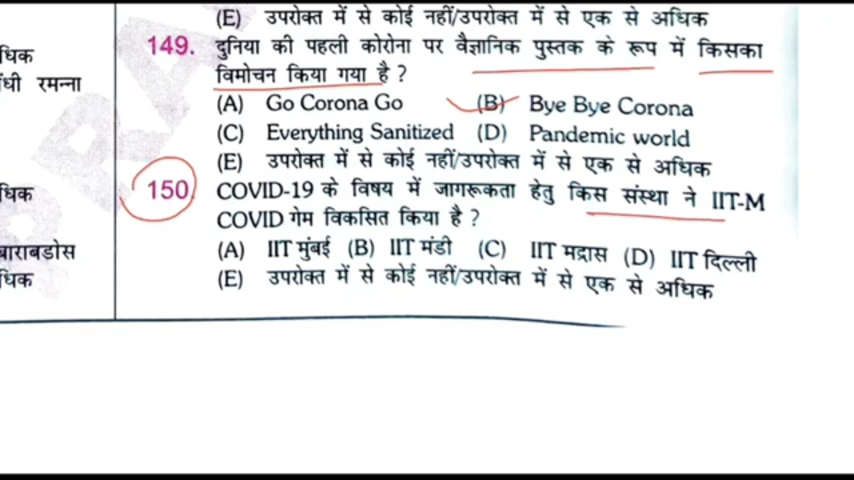 (E) उपरोक्त में से कोई नहीं/उपरोक्त में से एक से अधिक
149. दुनिया की पहली कोरोना पर वैज्ञानिक पुस्तक के रूप में किसका
विमोचन किया गया है ?
(A) Go Corona Go (B) Bye Bye Corona
(C) Everything Sanitized (D) Pandemic world
(E) उपरोक्त में से कोई नहीं/उपरोक्त में से एक से अधिक
150 COVID-19 के विषय में जागरूकता हेतु किस संस्था ने IIT-M
COVID गेम विकसित किया है ?
(A) IIT मुंबई (B) IIT मंडी (C) IIT मद्रास (D) IIT दिल्ली
(E) उपरोक्त में से कोई नहीं/उपरोक्त में से एक से अधिक
धिक
रमन्ना
धिक
बाराबडोस
धिक